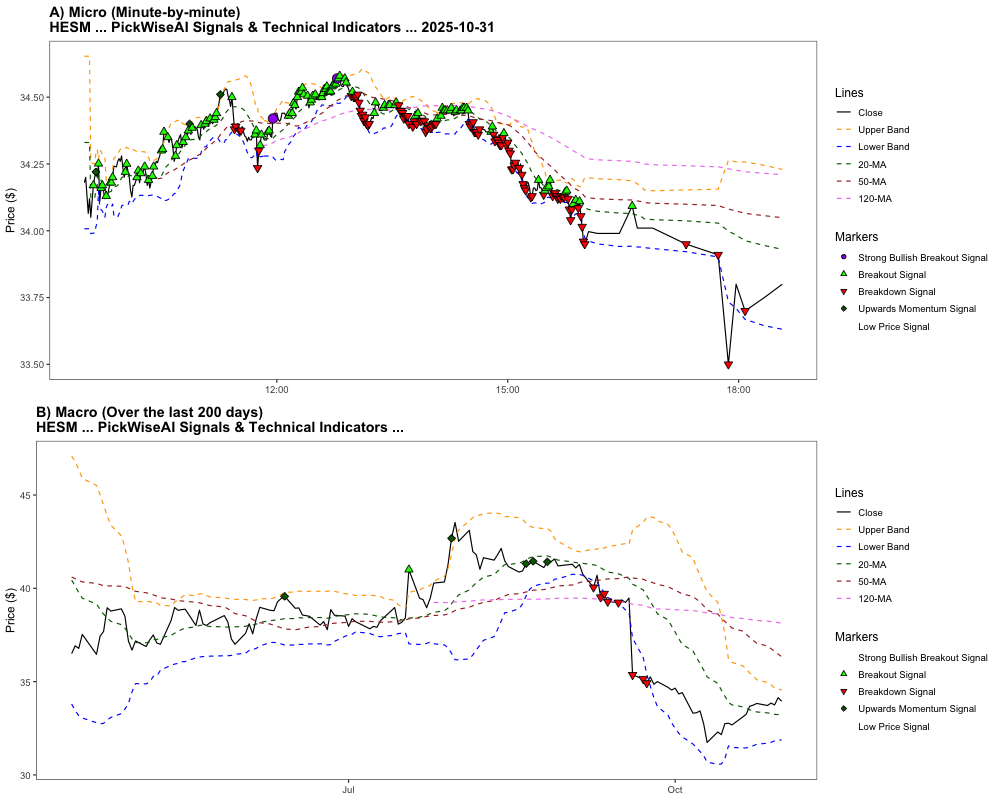 A) Micro (Minute-by-minute)
HESM ... PickWiseAI Signals & Technical Indicators ... 2025-10-31
Price ($)
34.50
34.25
34.00
33.75
33.50
12:00
15:00
18:00
Lines
Close
Upper Band
Lower Band
20-MA
50-MA
120-MA
Markers
Strong Bullish Breakout Signal
Breakout Signal
Breakdown Signal
Upwards Momentum Signal
Low Price Signal
B) Macro (Over the last 200 days)
HESM ... PickWiseAI Signals & Technical Indicators ...
Price ($)
45
40
35
30
Jul
Oct
Lines
Close
Upper Band
Lower Band
20-MA
50-MA
120-MA
Markers
Strong Bullish Breakout Signal
Breakout Signal
Breakdown Signal
Upwards Momentum Signal
Low Price Signal